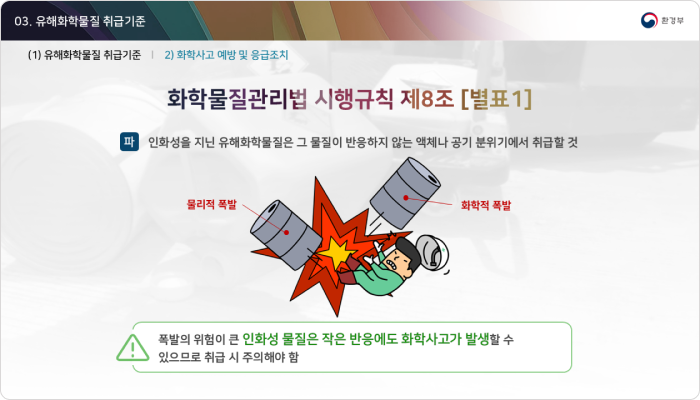 03. 유해화학물질 취급기준
환경부
(1) 유해화학물질 취급기준 | 2) 화학사고 예방 및 응급조치
화학물질관리법 시행규칙 제8조 [별표1]
파 인화성을 지닌 유해화학물질은 그 물질이 반응하지 않는 액체나 공기 분위기에서 취급할 것
물리적 폭발
화학적 폭발
폭발의 위험이 큰 인화성 물질은 작은 반응에도 화학사고가 발생할 수
있으므로 취급 시 주의해야 함